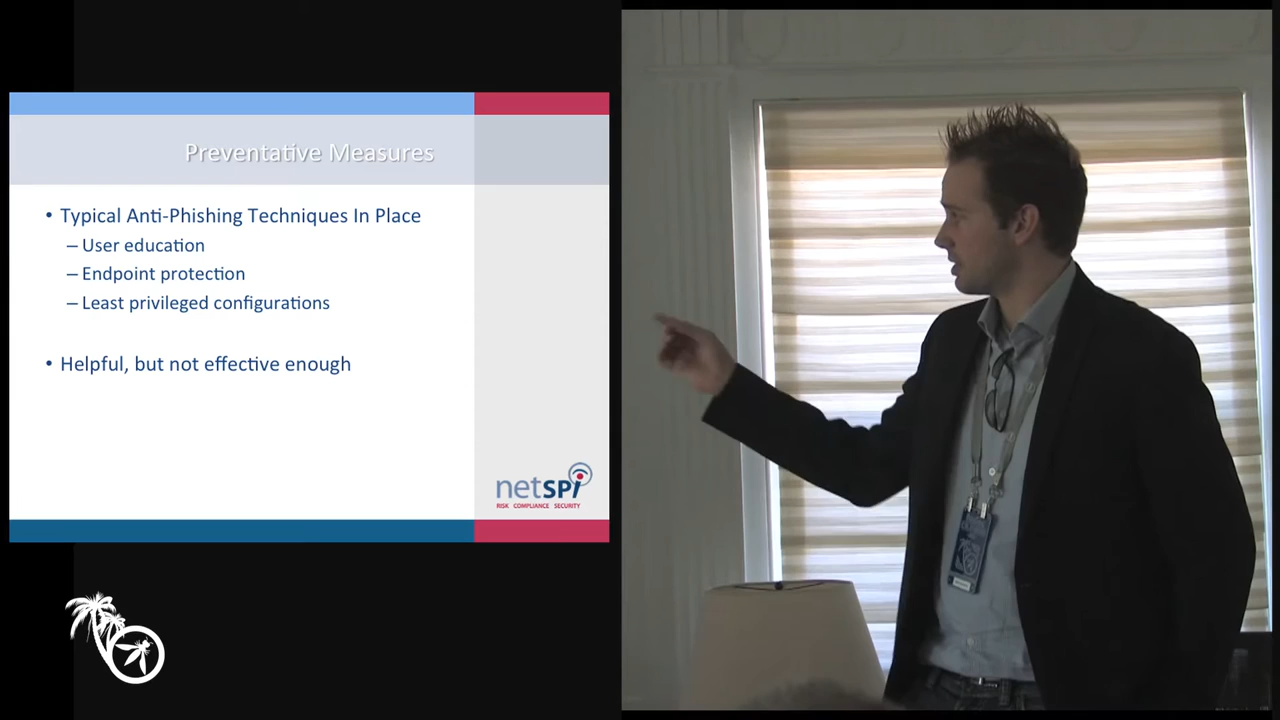 Preventative Measures
• Typical Anti-Phishing Techniques In Place
– User education
– Endpoint protection
– Least privileged configurations
• Helpful, but not effective enough
netSPI
RISK COMPLIANCE SECURITY